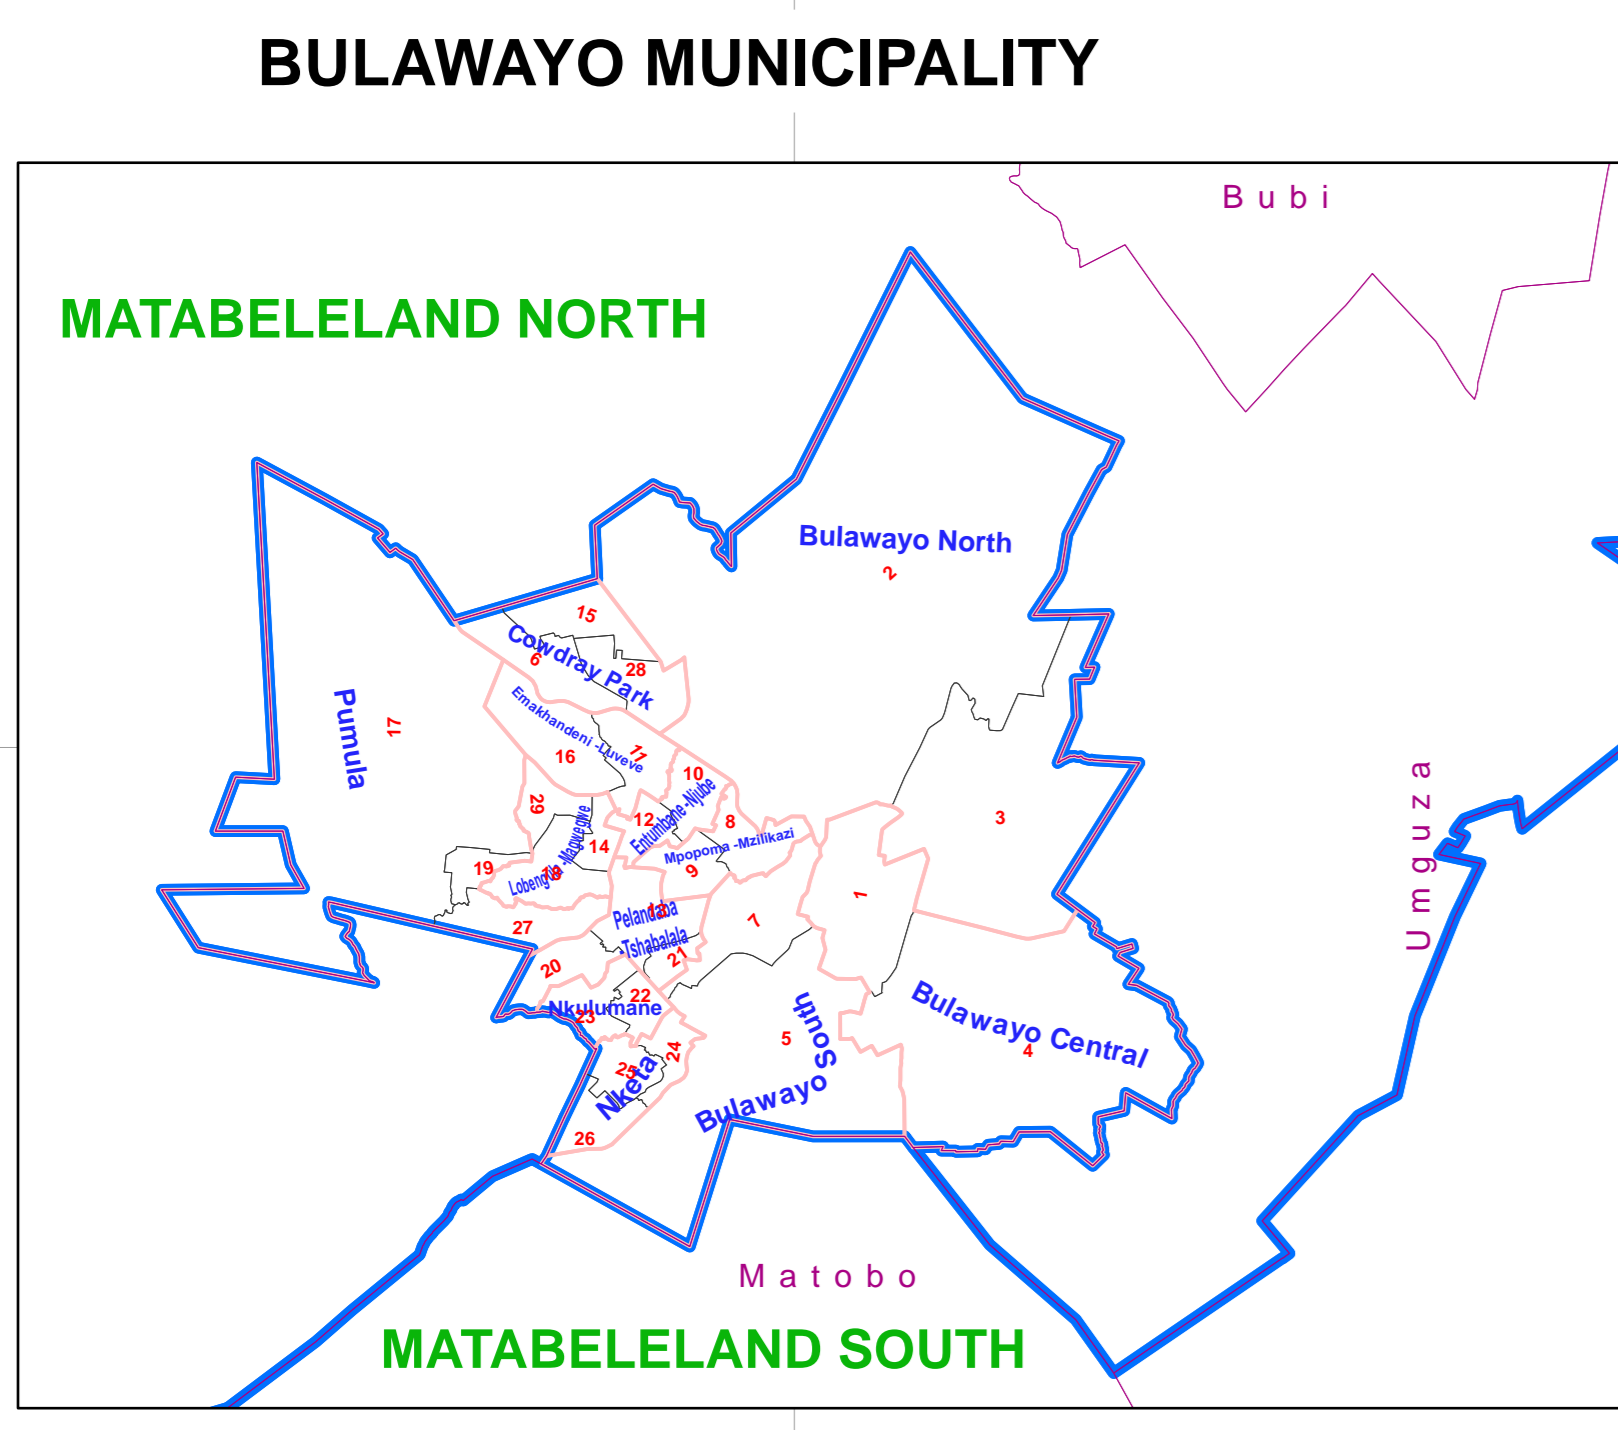 BULAWAYO MUNICIPALITY
Bubi
MATABELELAND NORTH
Bulawayo North
2
15
Cowdray Park
6
28
Pumula
17
Emakhandeni -Luveve
11
16
10
29
12
Entumbane -Njube
8
3
Umguza
14
Mpopoma -Mzilikazi
19
Lobengula -Magwegwe
18
9
1
Pelandaba
13
7
27
-Tshabalala
21
20
22
Nkulumane
23
Bulawayo Central
4
5
Bulawayo South
24
25
Nketa
26
Matobo
MATABELELAND SOUTH